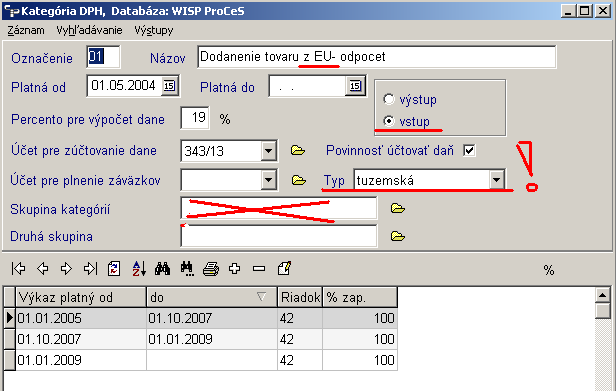 Kategória DPH, Databáza: WISP ProCeS
Záznam Vyhľadávanie Výstupy
Označenie 01 Názov Dodanenie tovaru z EU- odpocet
Platná od 01.05.2004 15 Platná do . . 15
výstup
Percento pre výpočet dane 19 %
vstup
Účet pre zúčtovanie dane 343/13 Povinnosť účtovať daň
Účet pre plnenie záväzkov Typ tuzemská
Skupina kategórií .
Druhá skupina
%
Výkaz platný od do Riadok % zap.
01.01.2005 01.10.2007 42 100
01.10.2007 01.01.2009 42 100
01.01.2009 42 100